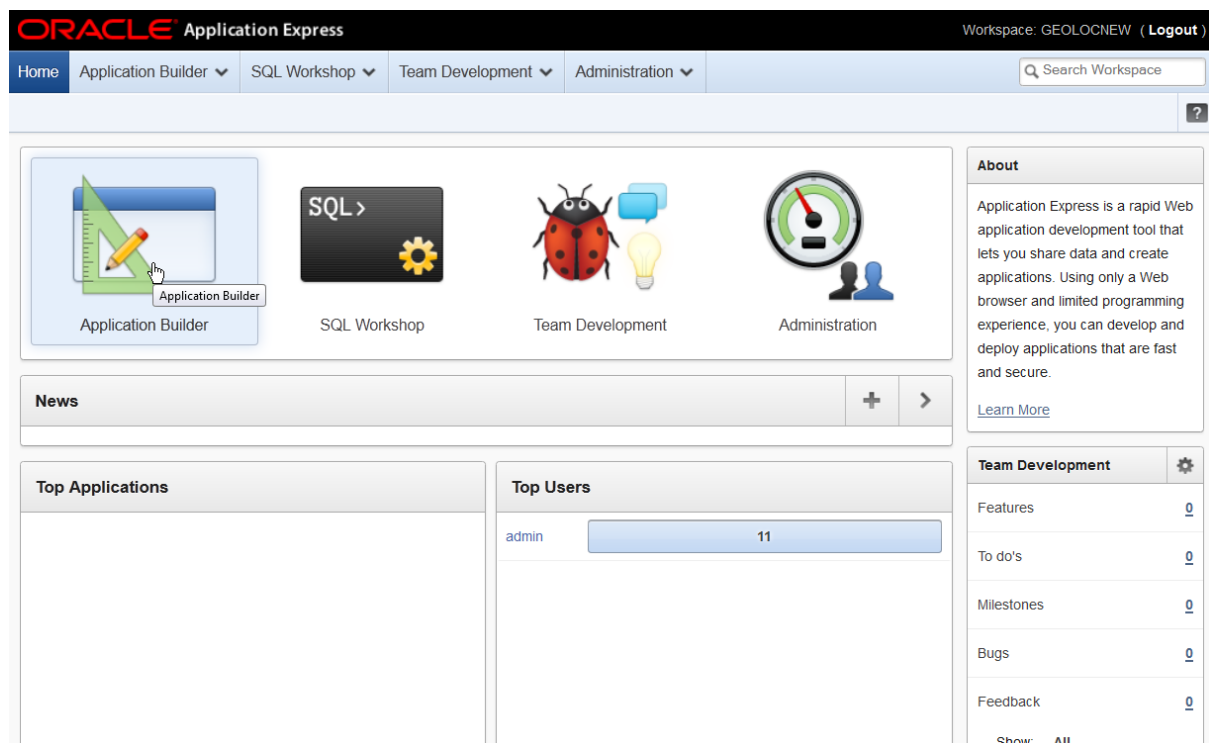 ORACLE Application Express
Workspace: GEOLOCNEW ( Logout )
Home Application Builder SQL Workshop Team Development Administration
Search Workspace
?
SQL>
Application Builder
Application Builder
SQL Workshop
Team Development
Administration
News
Top Applications
Top Users
admin 11
About
Application Express is a rapid Web
application development tool that
lets you share data and create
applications. Using only a Web
browser and limited programming
experience, you can develop and
deploy applications that are fast
and secure.
Learn More
Team Development
Features 0
To do's 0
Milestones 0
Bugs 0
Feedback 0
Show: All